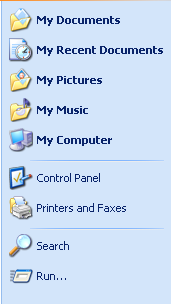 My Documents
My Recent Documents
My Pictures
My Music
My Computer
Control Panel
Printers and Faxes
Search
Run...